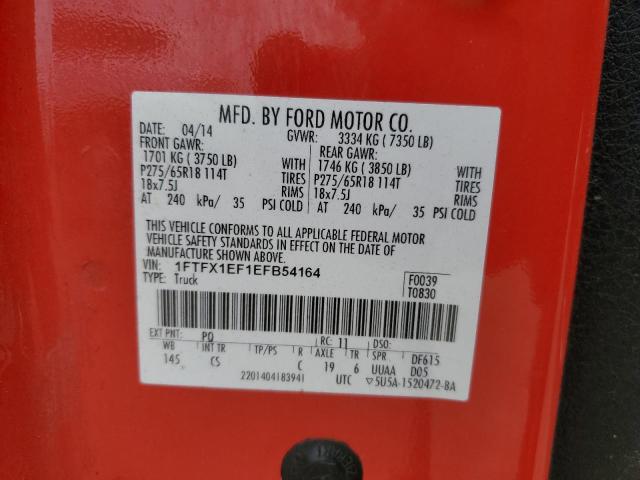 MFD. BY FORD MOTOR CO.
DATE: 04/14 GVWR: 3334 KG ( 7350 LB)
FRONT GAWR: REAR GAWR:
1701 KG ( 3750 LB) WITH 1746 KG ( 3850 LB) WITH
P275/65R18 114T TIRES P275/65R18 114T TIRES
18x7.5J RIMS 18x7.5J RIMS
AT 240 kPa/ 35 PSI COLD AT 240 kPa/ 35 PSI COLD
THIS VEHICLE CONFORMS TO ALL APPLICABLE FEDERAL MOTOR
VEHICLE SAFETY STANDARDS IN EFFECT ON THE DATE OF
MANUFACTURE SHOWN ABOVE.
VIN: 1FTFX1EF1EFB54164 F0039
TYPE: Truck T0830
EXT PNT: PQ RC: 11 DSO:
WB INT TR TP/PS R AXLE TR SPR DF615
145 CS C 19 6 UUAA D05
2201404183941 UTC ▽5U5A-1520472-BA